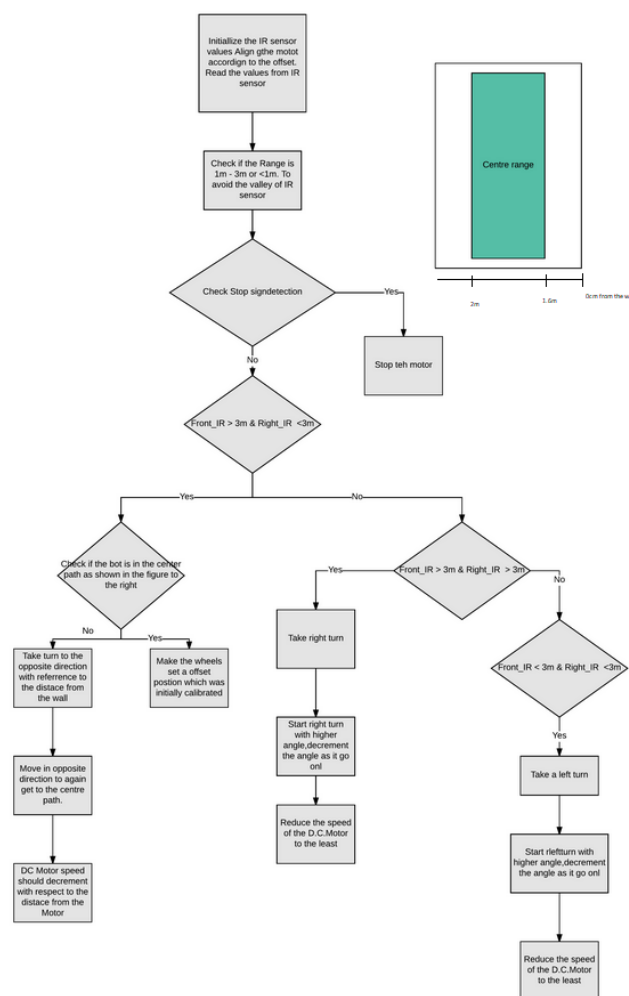 Initiallize the IR sensor
values Align gthe motot
accordign to the offset.
Read the values from IR
sensor
Centre range
2m
1.6m
0cm from the w
Check if the Range is
1m - 3m or <1m. To
avoid the valley of IR
sensor
Check Stop signdetection
Yes
Stop teh motor
No
Front_IR > 3m & Right_IR <3m
Yes
No
Check if the bot is in the center
path as shown in the figure to
the right
No
Yes
Take turn to the
opposite direction
with referrence to
the distace from the
wall
Make the wheels
set a offset
postion which was
initially calibrated
Move in opposite
direction to again
get to the centre
path.
DC Motor speed
should decrement
with respect to the
distace from the
Motor
Front_IR > 3m & Right_IR > 3m
Yes
No
Take right turn
Start right turn
with higher
angle,decrement
the angle as it go
onl
Reduce the speed
of the D.C.Motor
to the least
Front_IR < 3m & Right_IR <3m
Yes
Take a left turn
Start rleftturn with
higher angle,decrement
the angle as it go onl
Reduce the speed
of the D.C.Motor
to the least